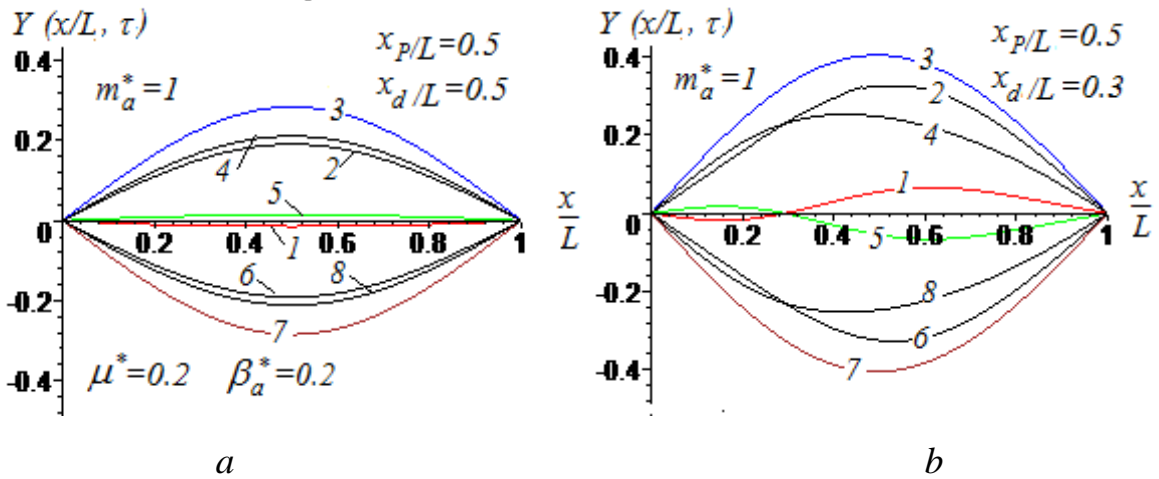 Y (x/L, τ)
x_P/L=0.5
0.4
m_a^*=1
x_d/L=0.5
3
0.2
4
2
5
x/L
0
0.2 0.4 0.6 0.8 1
1
6 8
-0.2
7
μ^*=0.2 β_a^*=0.2
-0.4
a
Y (x/L, τ)
x_P/L=0.5
0.4
3
m_a^*=1
x_d/L=0.3
2
0.2
4
1
x/L
0
0.2 0.4 0.6 0.8 1
5
-0.2
8
6
-0.4
7
b